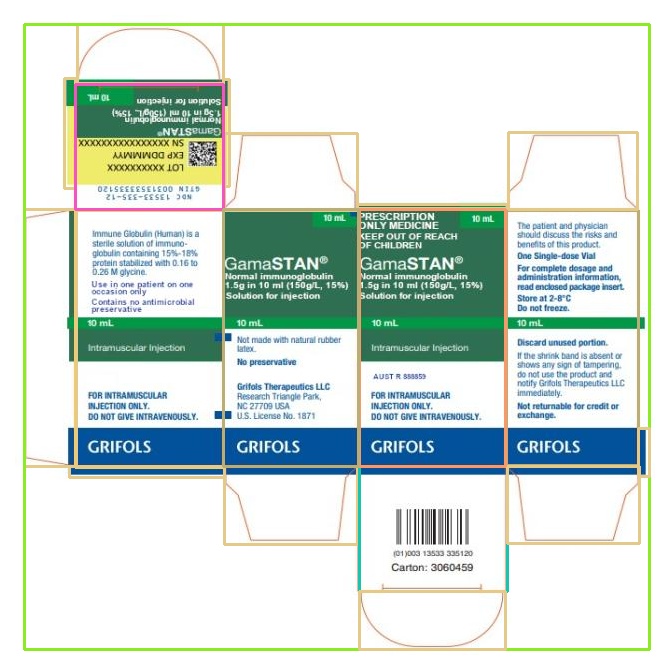 10 mL
Solution for injection
1.5g in 10 ml (150g/L, 15%)
Normal immunoglobulin
GamaSTAN®
SN XXXXXXXXXXXXXXXXX
EXP DDMMMYY
LOT XXXXXXXXXX
GTIN 00313533335120
NDC 13533-335-12
Immune Globulin (Human) is a
sterile solution of immuno-
globulin containing 15%-18%
protein stabilized with 0.16 to
0.26 M glycine.
Use in one patient on one
occasion only
Contains no antimicrobial
preservative
10 mL
Intramuscular Injection
FOR INTRAMUSCULAR
INJECTION ONLY.
DO NOT GIVE INTRAVENOUSLY.
GRIFOLS
10 mL
GamaSTAN®
Normal immunoglobulin
1.5g in 10 ml (150g/L, 15%)
Solution for injection
10 mL
Not made with natural rubber
latex.
No preservative
Grifols Therapeutics LLC
Research Triangle Park,
NC 27709 USA
U.S. License No. 1871
GRIFOLS
PRESCRIPTION
ONLY MEDICINE
KEEP OUT OF REACH
OF CHILDREN
10 mL
GamaSTAN®
Normal immunoglobulin
1.5g in 10 ml (150g/L, 15%)
Solution for injection
10 mL
Intramuscular Injection
AUST R 888859
FOR INTRAMUSCULAR
INJECTION ONLY.
DO NOT GIVE INTRAVENOUSLY.
GRIFOLS
The patient and physician
should discuss the risks and
benefits of this product.
One Single-dose Vial
For complete dosage and
administration information,
read enclosed package insert.
Store at 2-8°C
Do not freeze.
10 mL
Discard unused portion.
If the shrink band is absent or
shows any sign of tampering,
do not use the product and
notify Grifols Therapeutics LLC
immediately.
Not returnable for credit or
exchange.
GRIFOLS
(01)003 13533 335120
Carton: 3060459